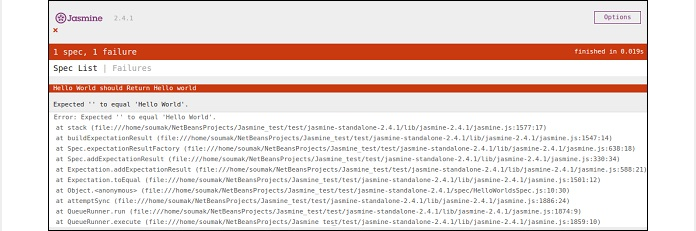 Jasmine 2.4.1 Options
×
1 spec, 1 failure finished in 0.019s
Spec List | Failures
Hello World should Return Hello world
Expected '' to equal 'Hello World'.
Error: Expected '' to equal 'Hello World'.
at stack (file:///home/soumak/NetBeansProjects/Jasmine_test/test/jasmine-standalone-2.4.1/lib/jasmine-2.4.1/jasmine.js:1577:17)
at buildExpectationResult (file:///home/soumak/NetBeansProjects/Jasmine_test/test/jasmine-standalone-2.4.1/lib/jasmine-2.4.1/jasmine.js:1547:14)
at Spec.expectationResultFactory (file:///home/soumak/NetBeansProjects/Jasmine_test/test/jasmine-standalone-2.4.1/lib/jasmine-2.4.1/jasmine.js:638:18)
at Spec.addExpectationResult (file:///home/soumak/NetBeansProjects/Jasmine_test/test/jasmine-standalone-2.4.1/lib/jasmine-2.4.1/jasmine.js:330:34)
at Expectation.addExpectationResult (file:///home/soumak/NetBeansProjects/Jasmine_test/test/jasmine-standalone-2.4.1/lib/jasmine-2.4.1/jasmine.js:588:21)
at Expectation.toEqual (file:///home/soumak/NetBeansProjects/Jasmine_test/test/jasmine-standalone-2.4.1/lib/jasmine-2.4.1/jasmine.js:1501:12)
at Object.<anonymous> (file:///home/soumak/NetBeansProjects/Jasmine_test/test/jasmine-standalone-2.4.1/spec/HelloWorldsSpec.js:10:30)
at attemptSync (file:///home/soumak/NetBeansProjects/Jasmine_test/test/jasmine-standalone-2.4.1/lib/jasmine-2.4.1/jasmine.js:1886:24)
at QueueRunner.run (file:///home/soumak/NetBeansProjects/Jasmine_test/test/jasmine-standalone-2.4.1/lib/jasmine-2.4.1/jasmine.js:1874:9)
at QueueRunner.execute (file:///home/soumak/NetBeansProjects/Jasmine_test/test/jasmine-standalone-2.4.1/lib/jasmine-2.4.1/jasmine.js:1859:10)